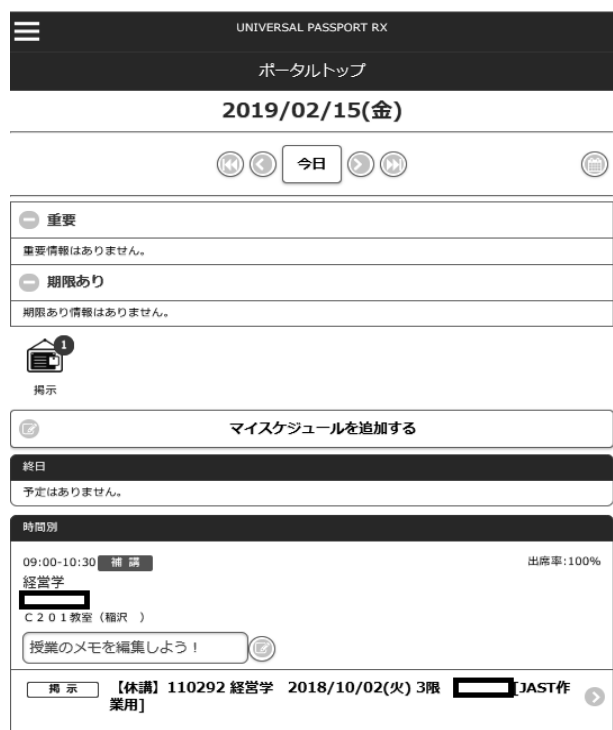 UNIVERSAL PASSPORT RX
ポータルトップ
2019/02/15(金)
今日
重要
重要情報はありません。
期限あり
期限あり情報はありません。
1
掲示
マイスケジュールを追加する
終日
予定はありません。
時間別
09:00-10:30 補 講 出席率:100%
経営学
C201教室（稲沢 ）
授業のメモを編集しよう！
掲 示 【休講】110292 経営学 2018/10/02(火) 3限 [JAST作
業用]